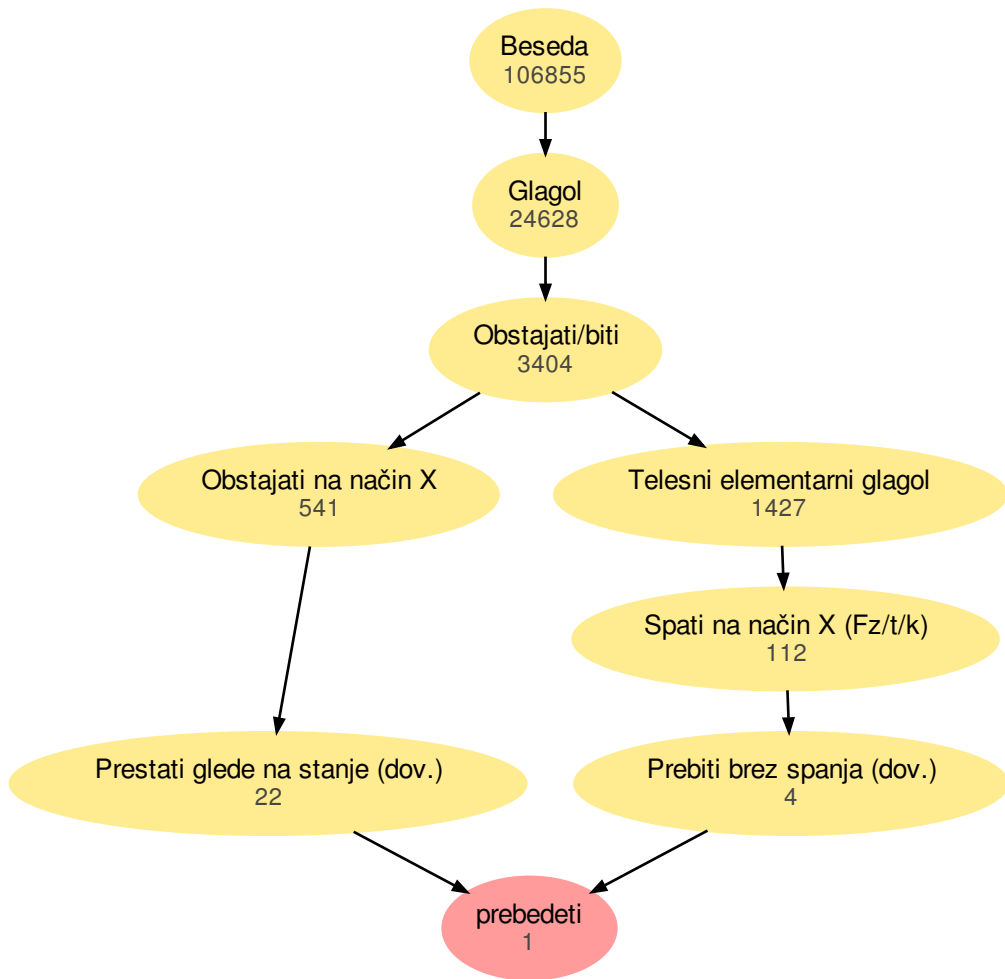 Beseda
106855
Glagol
24628
Obstajati/biti
3404
Obstajati na način X
541
Telesni elementarni glagol
1427
Spati na način X (Fz/t/k)
112
Prestati glede na stanje (dov.)
22
Prebiti brez spanja (dov.)
4
prebedeti
1